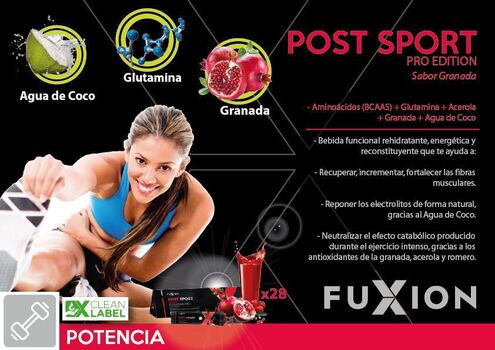 POST SPORT
PRO EDITION
Sabor Granada
Agua de Coco
Glutamina
Granada
- Aminoácidos (BCAA5) + Glutamina + Acerola
+ Granada + Agua de Coco
- Bebida funcional rehidratante, energética y
reconstituyente que te ayuda a:
- Recuperar, incrementar, fortalecer las fibras
musculares.
- Reponer los electrolitos de forma natural,
gracias al Agua de Coco.
- Neutralizar el efecto catabólico producido
durante el ejercicio intenso, gracias a los
antioxidantes de la granada, acerola y romero.
POST SPORT
x28
FUXION
CLEAN
LABEL
POTENCIA